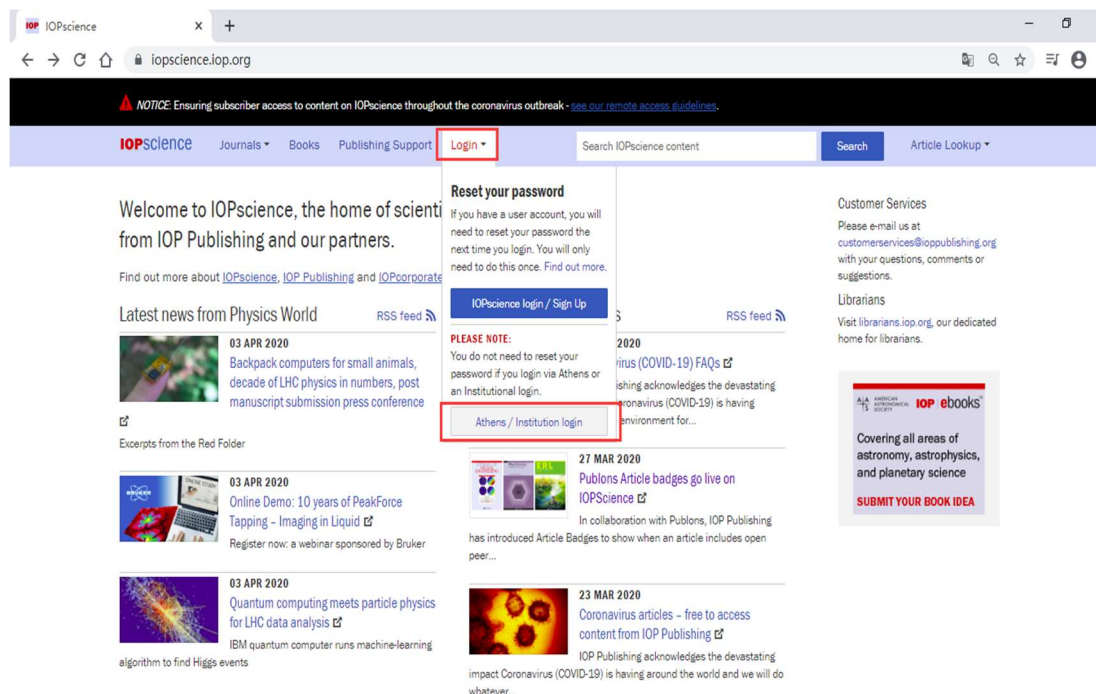 IOP IOPscience
iopscience.iop.org
NOTICE: Ensuring subscriber access to content on IOPscience throughout the coronavirus outbreak - see our remote access guidelines.
IOPscience Journals Books Publishing Support Login Search IOPscience content Search Article Lookup
Welcome to IOPscience, the home of scienti
from IOP Publishing and our partners.
Find out more about IOPscience, IOP Publishing and IOPcorporate
Reset your password
If you have a user account, you will
need to reset your password the
next time you login. You will only
need to do this once. Find out more.
IOPscience login / Sign Up
PLEASE NOTE:
You do not need to reset your
password if you login via Athens or
an Institutional login.
Athens / Institution login
Latest news from Physics World RSS feed
03 APR 2020
Backpack computers for small animals,
decade of LHC physics in numbers, post
manuscript submission press conference
Excerpts from the Red Folder
03 APR 2020
Online Demo: 10 years of PeakForce
Tapping – Imaging in Liquid
Register now: a webinar sponsored by Bruker
03 APR 2020
Quantum computing meets particle physics
for LHC data analysis
IBM quantum computer runs machine-learning
algorithm to find Higgs events
s RSS feed
2020
virus (COVID-19) FAQs
ishing acknowledges the devastating
oronavirus (COVID-19) is having
environment for...
27 MAR 2020
Publons Article badges go live on
IOPScience
In collaboration with Publons, IOP Publishing
has introduced Article Badges to show when an article includes open
peer...
23 MAR 2020
Coronavirus articles – free to access
content from IOP Publishing
IOP Publishing acknowledges the devastating
impact Coronavirus (COVID-19) is having around the world and we will do
whatever...
Customer Services
Please e-mail us at
customerservices@ioppublishing.org
with your questions, comments or
suggestions.
Librarians
Visit librarians.iop.org, our dedicated
home for librarians.
AMERICAN
ASTRONOMICAL
SOCIETY
IOP ebooks
Covering all areas of
astronomy, astrophysics,
and planetary science
SUBMIT YOUR BOOK IDEA